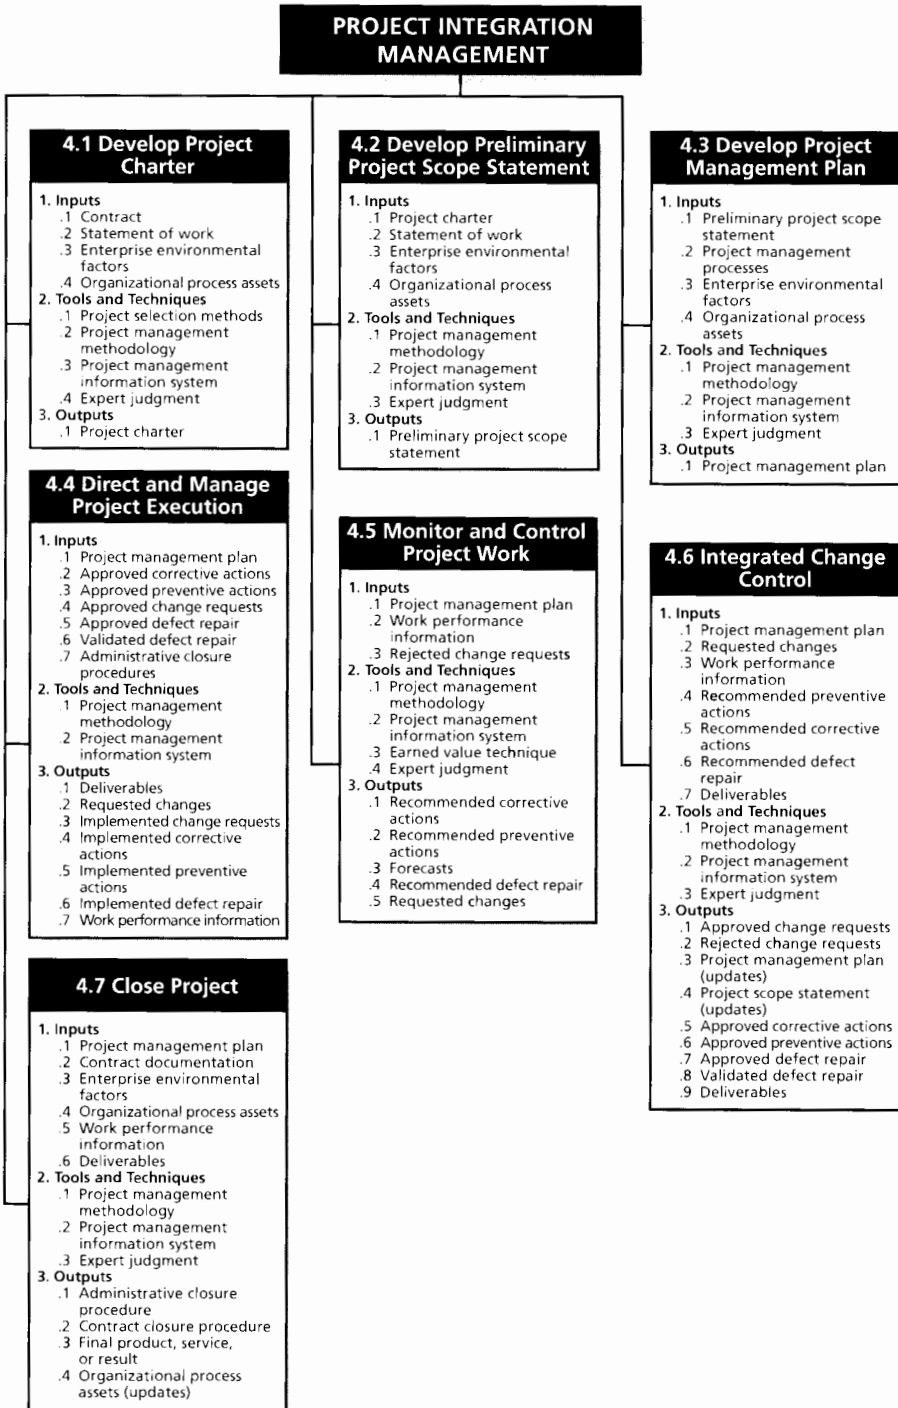 PROJECT INTEGRATION
MANAGEMENT
4.1 Develop Project
Charter
1. Inputs
.1 Contract
.2 Statement of work
.3 Enterprise environmental
factors
.4 Organizational process assets
2. Tools and Techniques
.1 Project selection methods
.2 Project management
methodology
.3 Project management
information system
.4 Expert judgment
3. Outputs
.1 Project charter
4.2 Develop Preliminary
Project Scope Statement
1. Inputs
.1 Project charter
.2 Statement of work
.3 Enterprise environmental
factors
.4 Organizational process
assets
2. Tools and Techniques
.1 Project management
methodology
.2 Project management
information system
.3 Expert judgment
3. Outputs
.1 Preliminary project scope
statement
4.3 Develop Project
Management Plan
1. Inputs
.1 Preliminary project scope
statement
.2 Project management
processes
.3 Enterprise environmental
factors
.4 Organizational process
assets
2. Tools and Techniques
.1 Project management
methodology
.2 Project management
information system
.3 Expert judgment
3. Outputs
.1 Project management plan
4.4 Direct and Manage
Project Execution
1. Inputs
.1 Project management plan
.2 Approved corrective actions
.3 Approved preventive actions
.4 Approved change requests
.5 Approved defect repair
.6 Validated defect repair
.7 Administrative closure
procedures
2. Tools and Techniques
.1 Project management
methodology
.2 Project management
information system
3. Outputs
.1 Deliverables
.2 Requested changes
.3 Implemented change requests
.4 Implemented corrective
actions
.5 Implemented preventive
actions
.6 Implemented defect repair
.7 Work performance information
4.5 Monitor and Control
Project Work
1. Inputs
.1 Project management plan
.2 Work performance
information
.3 Rejected change requests
2. Tools and Techniques
.1 Project management
methodology
.2 Project management
information system
.3 Earned value technique
.4 Expert judgment
3. Outputs
.1 Recommended corrective
actions
.2 Recommended preventive
actions
.3 Forecasts
.4 Recommended defect repair
.5 Requested changes
4.6 Integrated Change
Control
1. Inputs
.1 Project management plan
.2 Requested changes
.3 Work performance
information
.4 Recommended preventive
actions
.5 Recommended corrective
actions
.6 Recommended defect
repair
.7 Deliverables
2. Tools and Techniques
.1 Project management
methodology
.2 Project management
information system
.3 Expert judgment
3. Outputs
.1 Approved change requests
.2 Rejected change requests
.3 Project management plan
(updates)
.4 Project scope statement
(updates)
.5 Approved corrective actions
.6 Approved preventive actions
.7 Approved defect repair
.8 Validated defect repair
.9 Deliverables
4.7 Close Project
1. Inputs
.1 Project management plan
.2 Contract documentation
.3 Enterprise environmental
factors
.4 Organizational process assets
.5 Work performance
information
.6 Deliverables
2. Tools and Techniques
.1 Project management
methodology
.2 Project management
information system
.3 Expert judgment
3. Outputs
.1 Administrative closure
procedure
.2 Contract closure procedure
.3 Final product, service,
or result
.4 Organizational process
assets (updates)